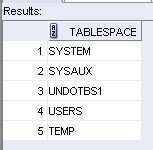 Results:
TABLESPACE
1 SYSTEM
2 SYSAUX
3 UNDOTBS1
4 USERS
5 TEMP